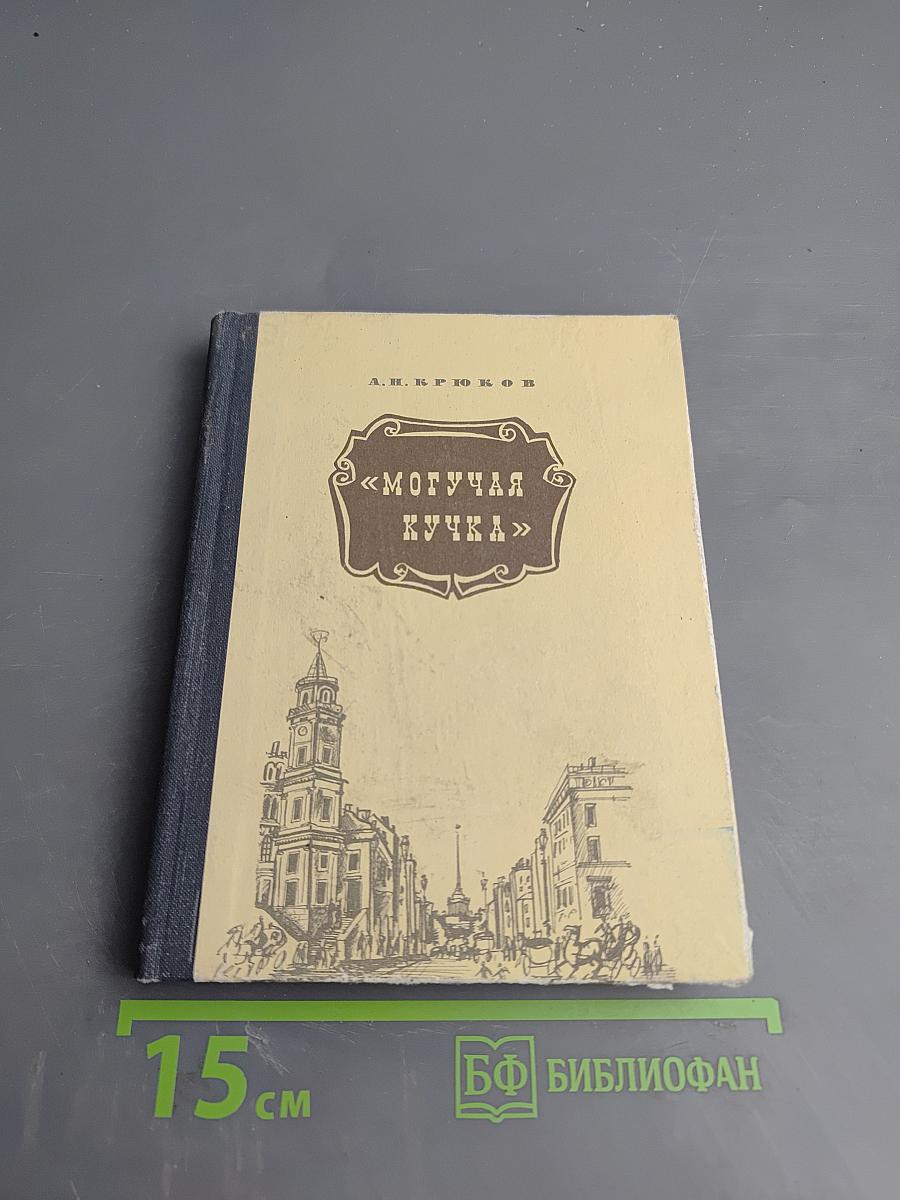 А. Н. КРЮКОВ
«МОГУЧАЯ
КУЧКА»
15 см
БФ БИБЛИОФАН